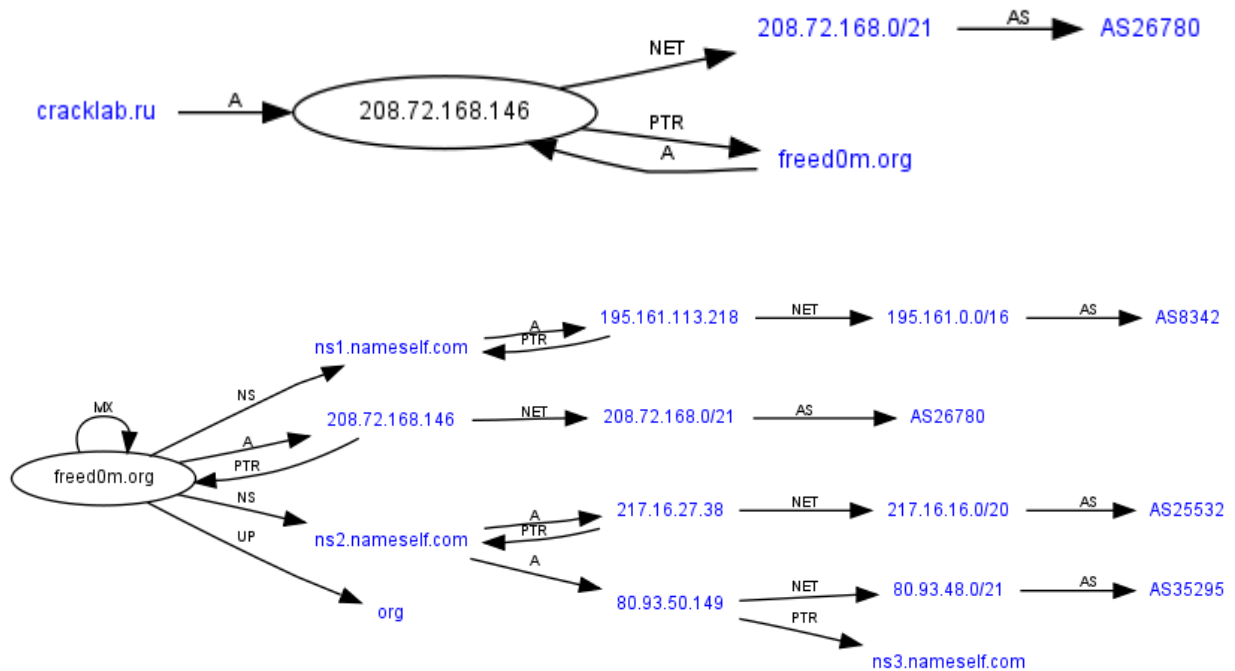 208.72.168.0/21 AS AS26780
NET
cracklab.ru A 208.72.168.146
PTR
A
freed0m.org
195.161.113.218 NET 195.161.0.0/16 AS AS8342
A
PTR
ns1.nameself.com
NS
MX
208.72.168.146 NET 208.72.168.0/21 AS AS26780
A
PTR
freed0m.org
NS
217.16.27.38 NET 217.16.16.0/20 AS AS25532
A
PTR
ns2.nameself.com
UP
A
80.93.50.149 NET 80.93.48.0/21 AS AS35295
org
PTR
ns3.nameself.com